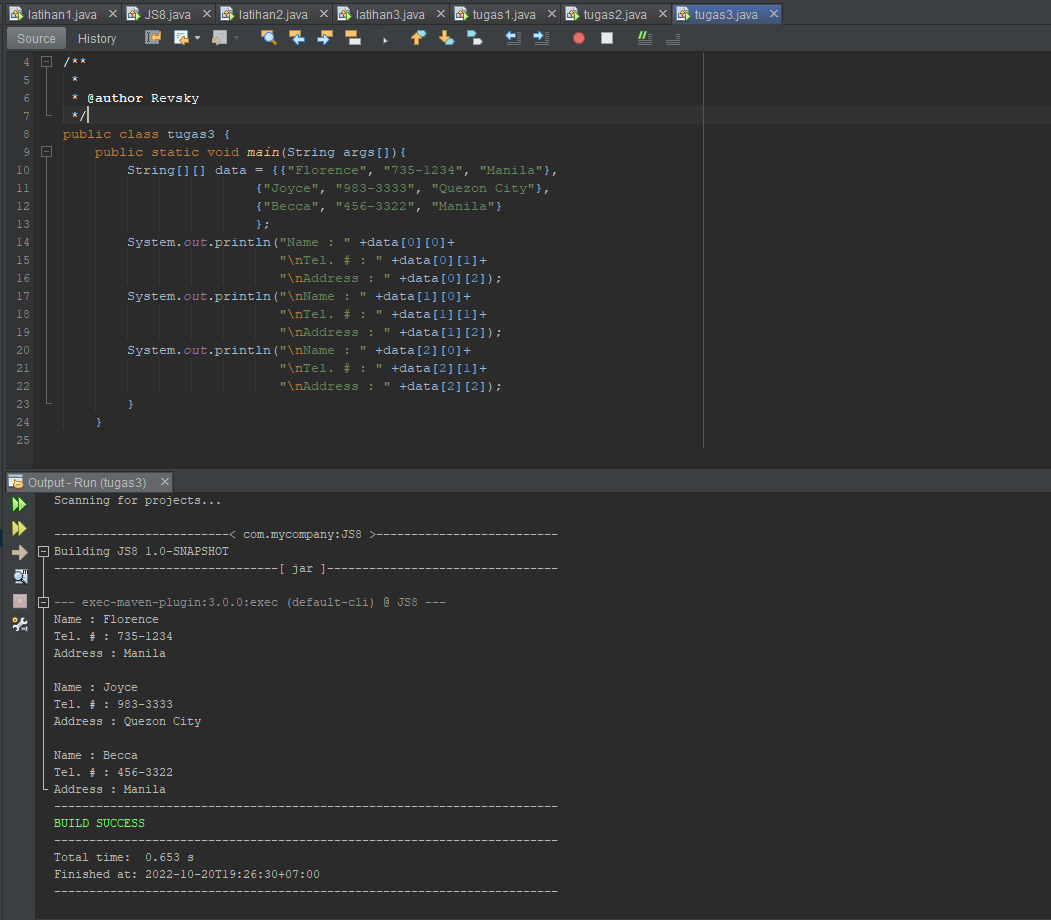 latihan1.java × JS8.java × latihan2.java × latihan3.java × tugas1.java × tugas2.java × tugas3.java ×
Source History
4 /**
5 *
6 * @author Revsky
7 */
8 public class tugas3 {
9 public static void main(String args[]){
10 String[][] data = {{"Florence", "735-1234", "Manila"},
11 {"Joyce", "983-3333", "Quezon City"},
12 {"Becca", "456-3322", "Manila"}
13 };
14 System.out.println("Name : " +data[0][0]+
15 "\nTel. # : " +data[0][1]+
16 "\nAddress : " +data[0][2]);
17 System.out.println("\nName : " +data[1][0]+
18 "\nTel. # : " +data[1][1]+
19 "\nAddress : " +data[1][2]);
20 System.out.println("\nName : " +data[2][0]+
21 "\nTel. # : " +data[2][1]+
22 "\nAddress : " +data[2][2]);
23 }
24 }
25
Output - Run (tugas3) ×
Scanning for projects...
-------------------------< com.mycompany:JS8 >--------------------------
Building JS8 1.0-SNAPSHOT
--------------------------------[ jar ]---------------------------------
--- exec-maven-plugin:3.0.0:exec (default-cli) @ JS8 ---
Name : Florence
Tel. # : 735-1234
Address : Manila
Name : Joyce
Tel. # : 983-3333
Address : Quezon City
Name : Becca
Tel. # : 456-3322
Address : Manila
------------------------------------------------------------------------
BUILD SUCCESS
------------------------------------------------------------------------
Total time:  0.653 s
Finished at: 2022-10-20T19:26:30+07:00
------------------------------------------------------------------------